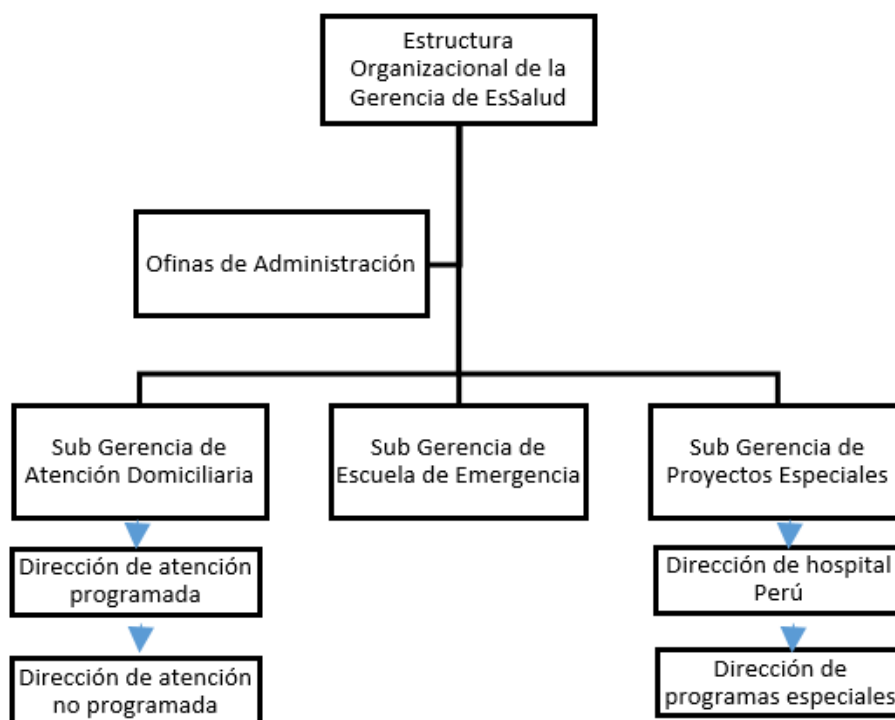 Estructura
Organizacional de la
Gerencia de EsSalud
Ofinas de Administración
Sub Gerencia de
Atención Domiciliaria
Sub Gerencia de
Escuela de Emergencia
Sub Gerencia de
Proyectos Especiales
Dirección de atención
programada
Dirección de hospital
Perú
Dirección de atención
no programada
Dirección de
programas especiales